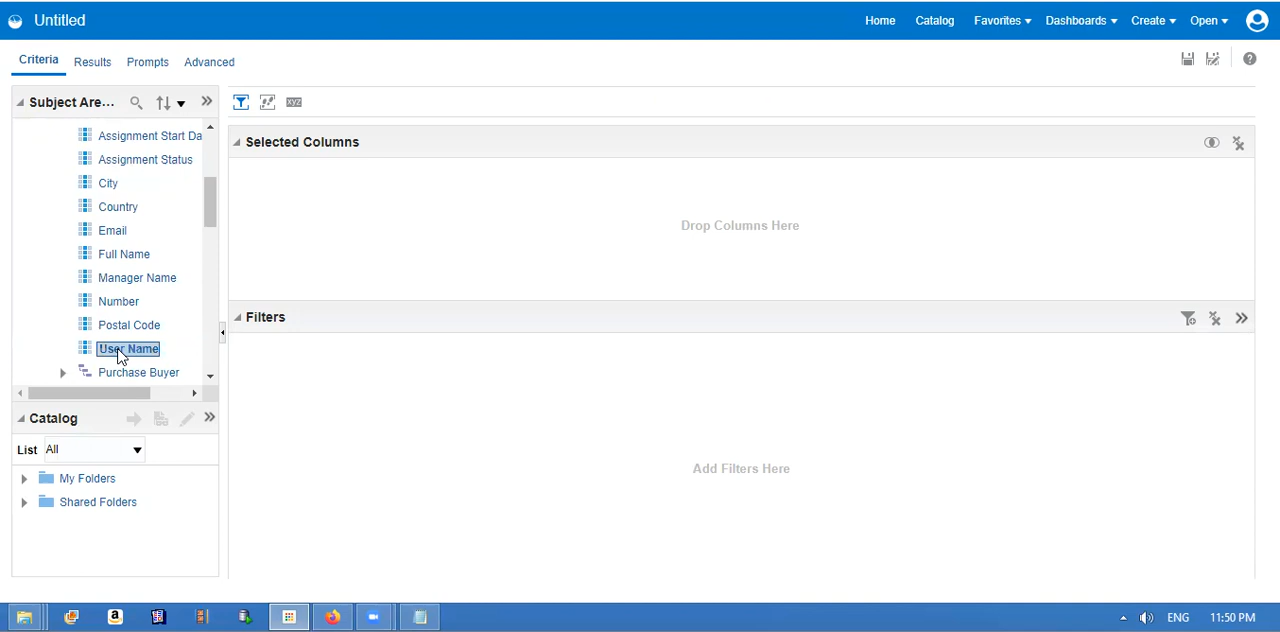 Untitled
Home Catalog Favorites Dashboards Create Open
Criteria Results Prompts Advanced
Subject Are...
xyz
Assignment Start Da
Assignment Status
City
Country
Email
Full Name
Manager Name
Number
Postal Code
User Name
Purchase Buyer
Selected Columns
Drop Columns Here
Filters
Add Filters Here
Catalog
List All
My Folders
Shared Folders
ENG 11:50 PM